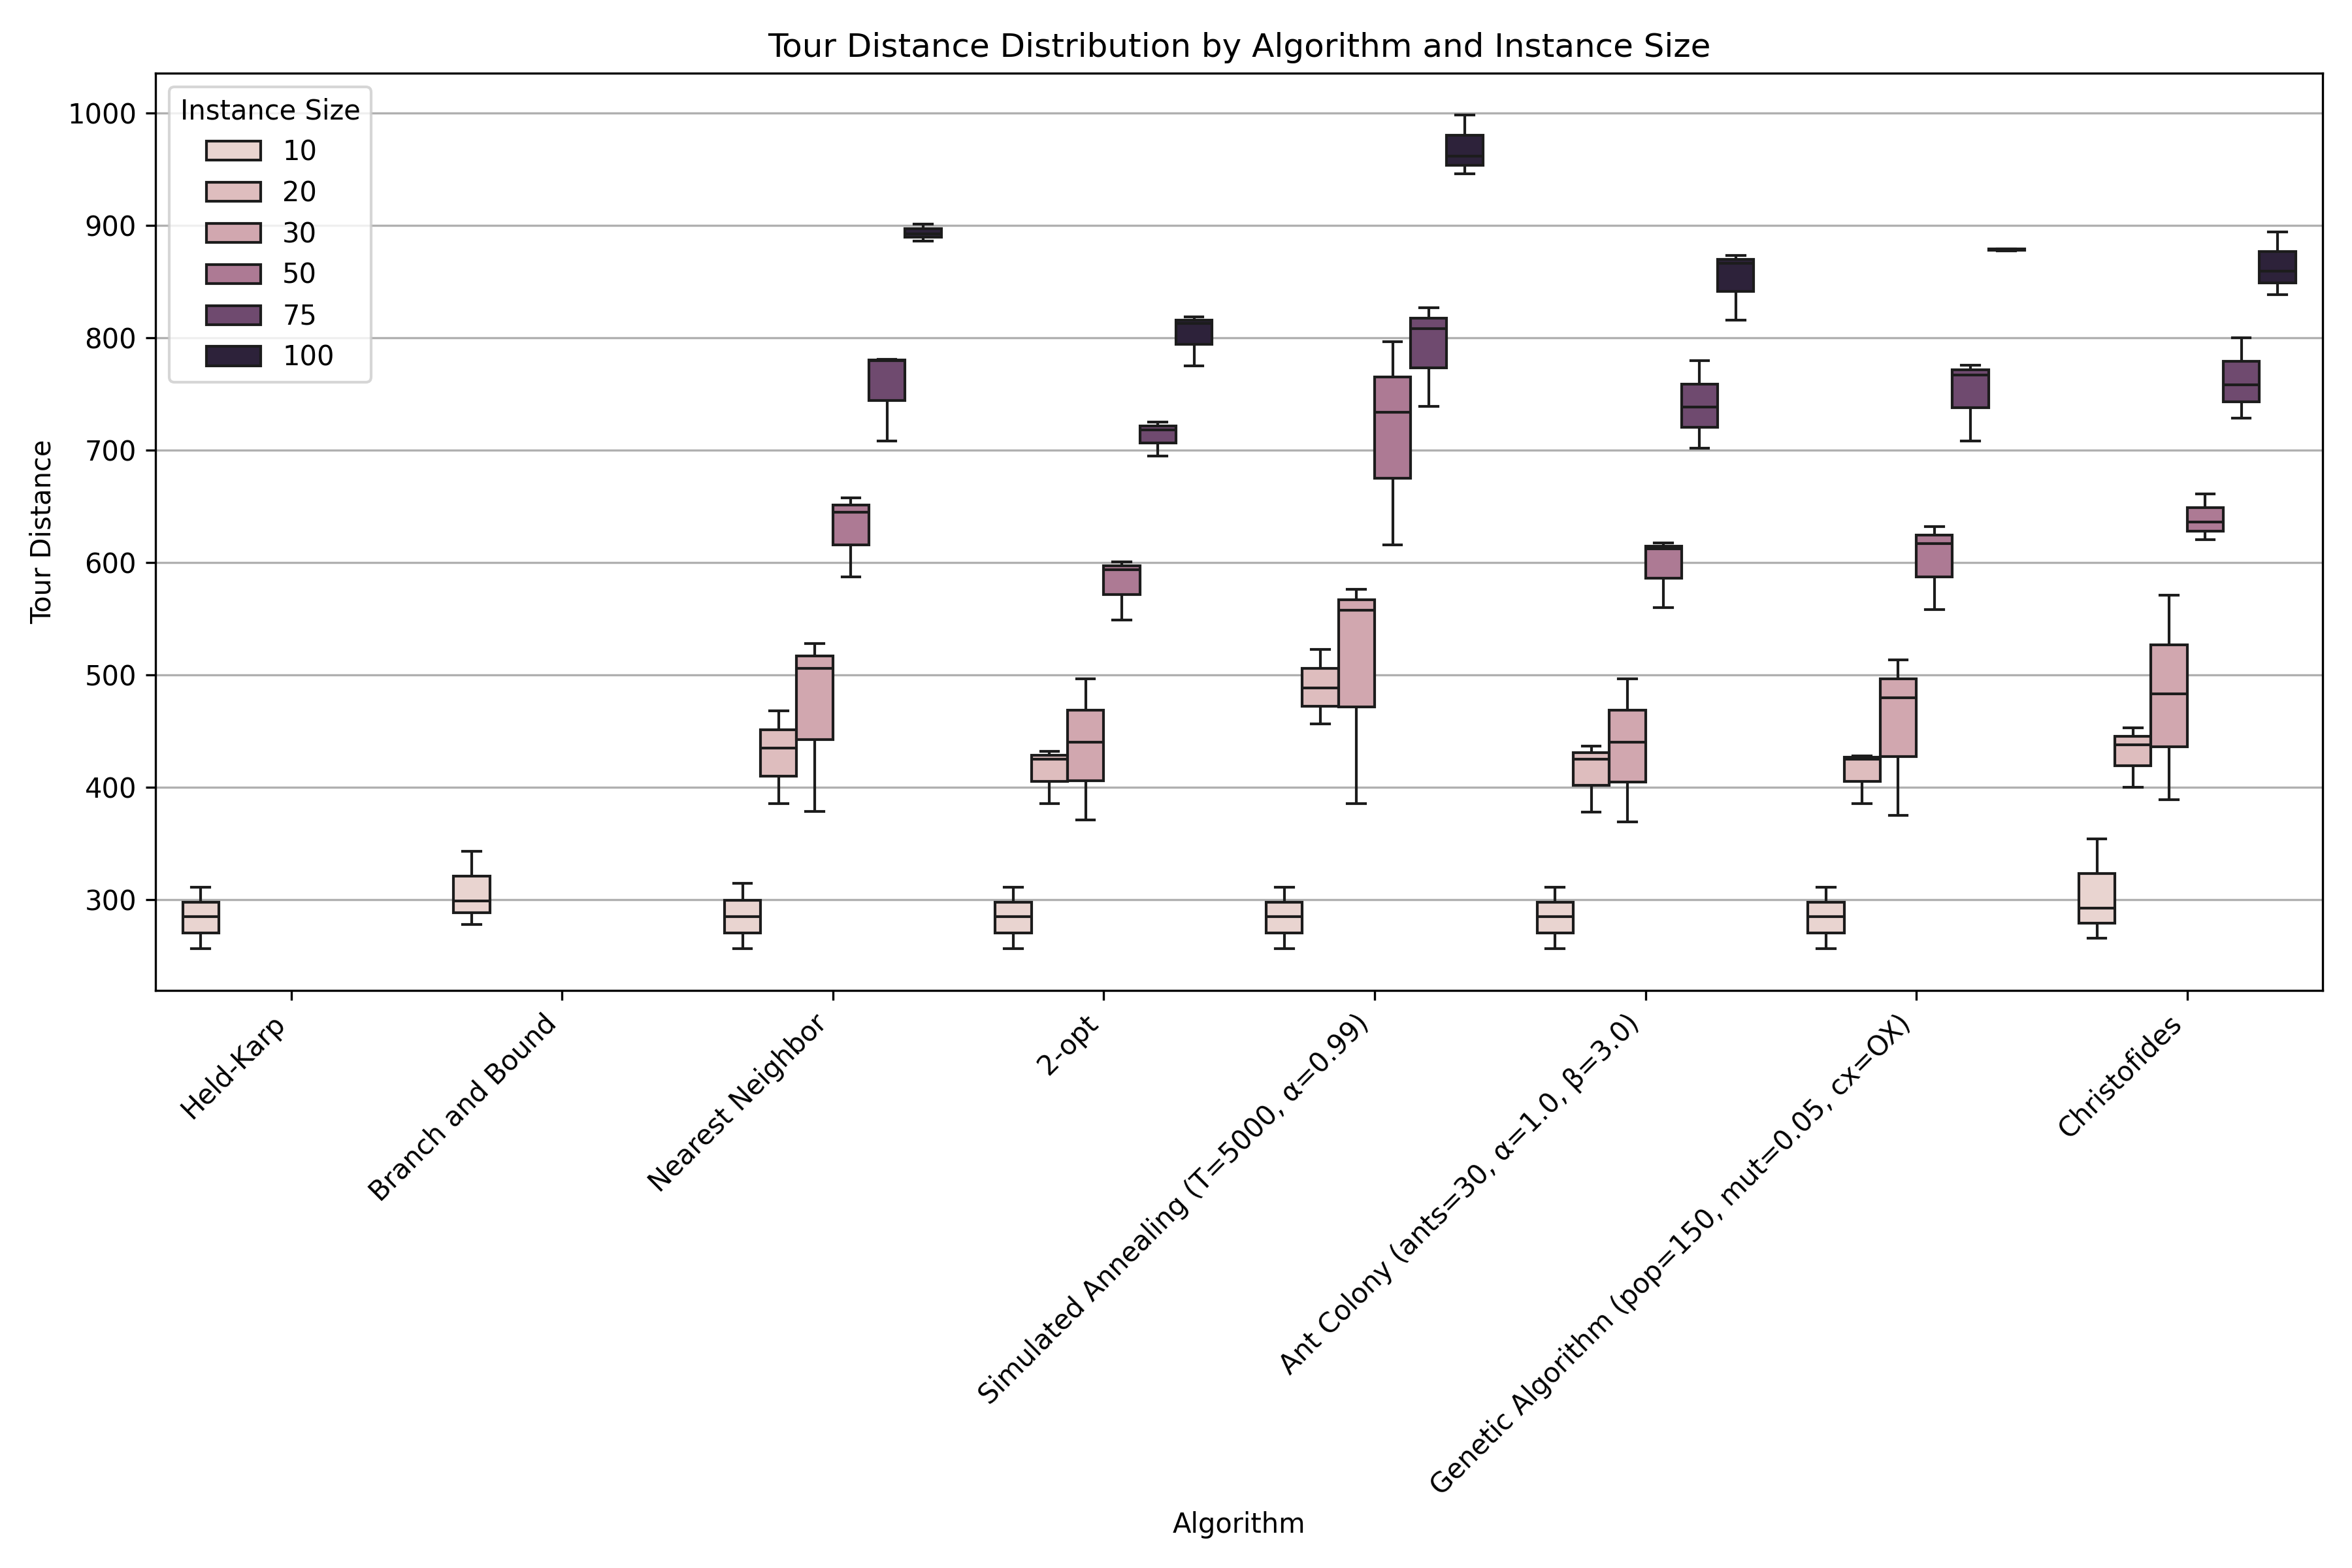 Tour Distance Distribution by Algorithm and Instance Size
Instance Size
10
20
30
50
75
100
1000
900
800
700
600
500
400
300
Tour Distance
Held-Karp
Branch and Bound
Nearest Neighbor
2-opt
Simulated Annealing (T=5000, α=0.99)
Ant Colony (ants=30, α=1.0, β=3.0)
Genetic Algorithm (pop=150, mut=0.05, cx=OX)
Christofides
Algorithm